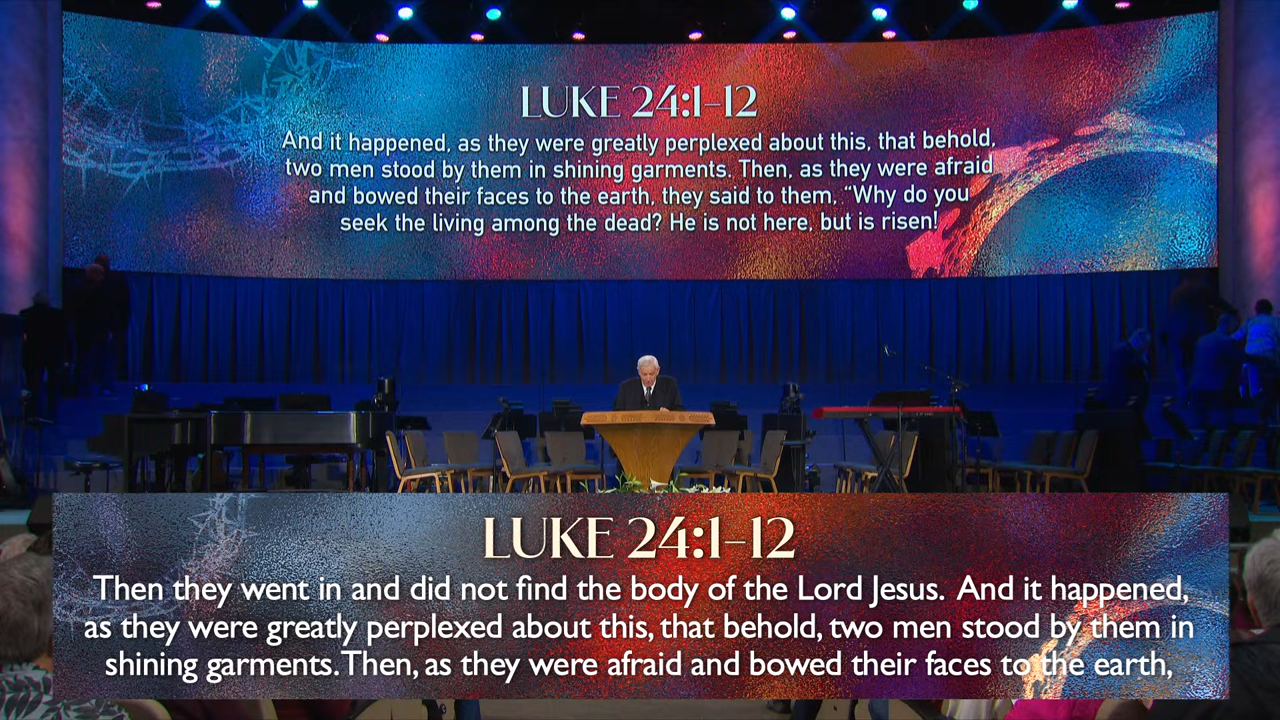 LUKE 24:1–12
And it happened, as they were greatly perplexed about this, that behold,
two men stood by them in shining garments. Then, as they were afraid
and bowed their faces to the earth, they said to them, “Why do you
seek the living among the dead? He is not here, but is risen!
LUKE 24:1–12
Then they went in and did not find the body of the Lord Jesus. And it happened,
as they were greatly perplexed about this, that behold, two men stood by them in
shining garments. Then, as they were afraid and bowed their faces to the earth,